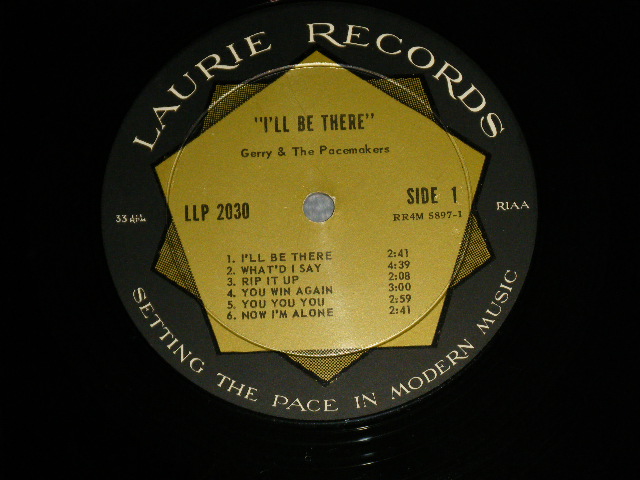 LAURIE RECORDS
"I'LL BE THERE"
Gerry & The Pacemakers
33
LLP 2030
SIDE 1
RR4M 5897-1
RIAA
1. I'LL BE THERE 2:41
2. WHAT'D I SAY 4:39
3. RIP IT UP 2:08
4. YOU WIN AGAIN 3:00
5. YOU YOU YOU 2:59
6. NOW I'M ALONE 2:41
SETTING THE PACE IN MODERN MUSIC